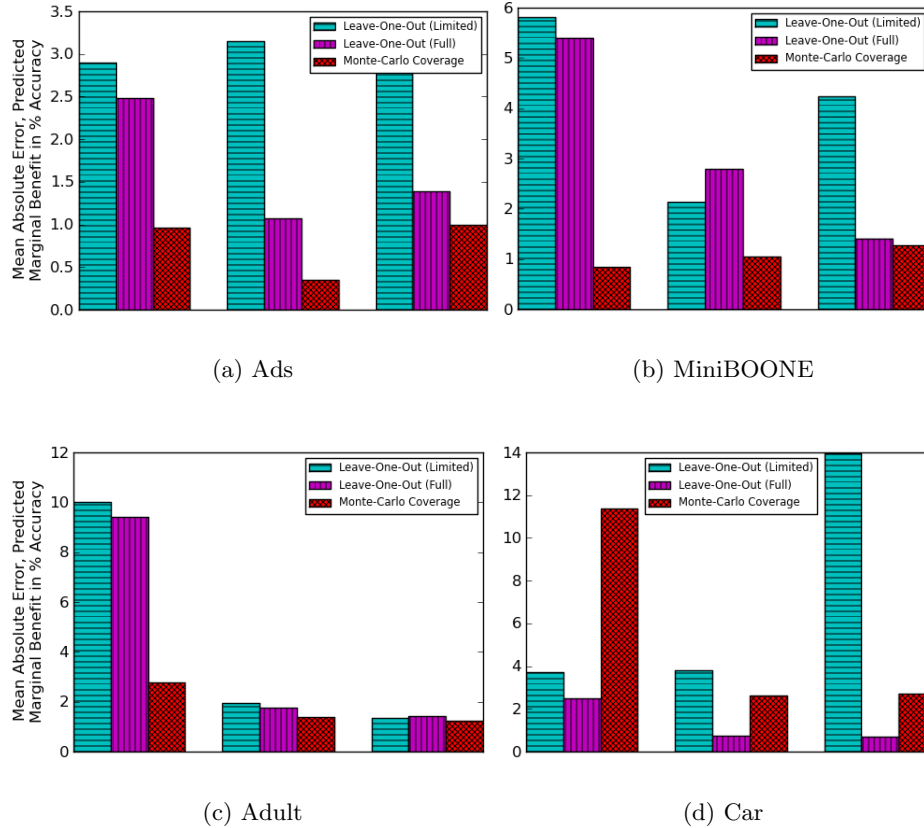 Mean Absolute Error, Predicted
Marginal Benefit in % Accuracy
3.5
3.0
2.5
2.0
1.5
1.0
0.5
0.0
Leave-One-Out (Limited)
Leave-One-Out (Full)
Monte-Carlo Coverage
(a) Ads
6
5
4
3
2
1
0
Leave-One-Out (Limited)
Leave-One-Out (Full)
Monte-Carlo Coverage
(b) MiniBOONE
Mean Absolute Error, Predicted
Marginal Benefit in % Accuracy
12
10
8
6
4
2
0
Leave-One-Out (Limited)
Leave-One-Out (Full)
Monte-Carlo Coverage
(c) Adult
14
12
10
8
6
4
2
0
Leave-One-Out (Limited)
Leave-One-Out (Full)
Monte-Carlo Coverage
(d) Car